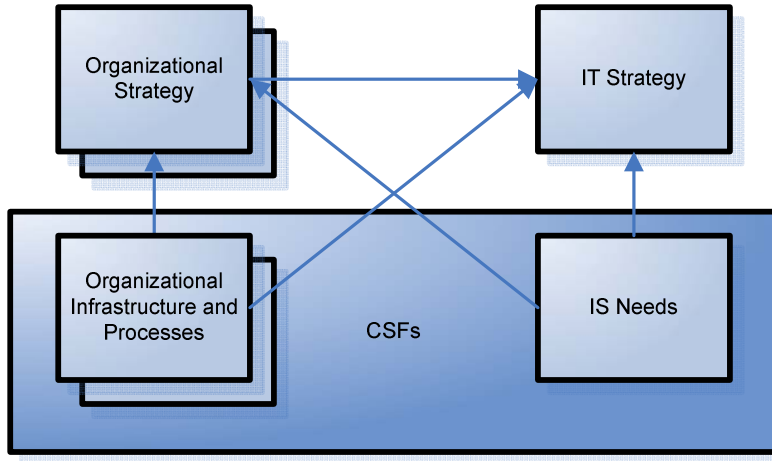 Organizational
Strategy
IT Strategy
Organizational
Infrastructure and
Processes
CSFs
IS Needs